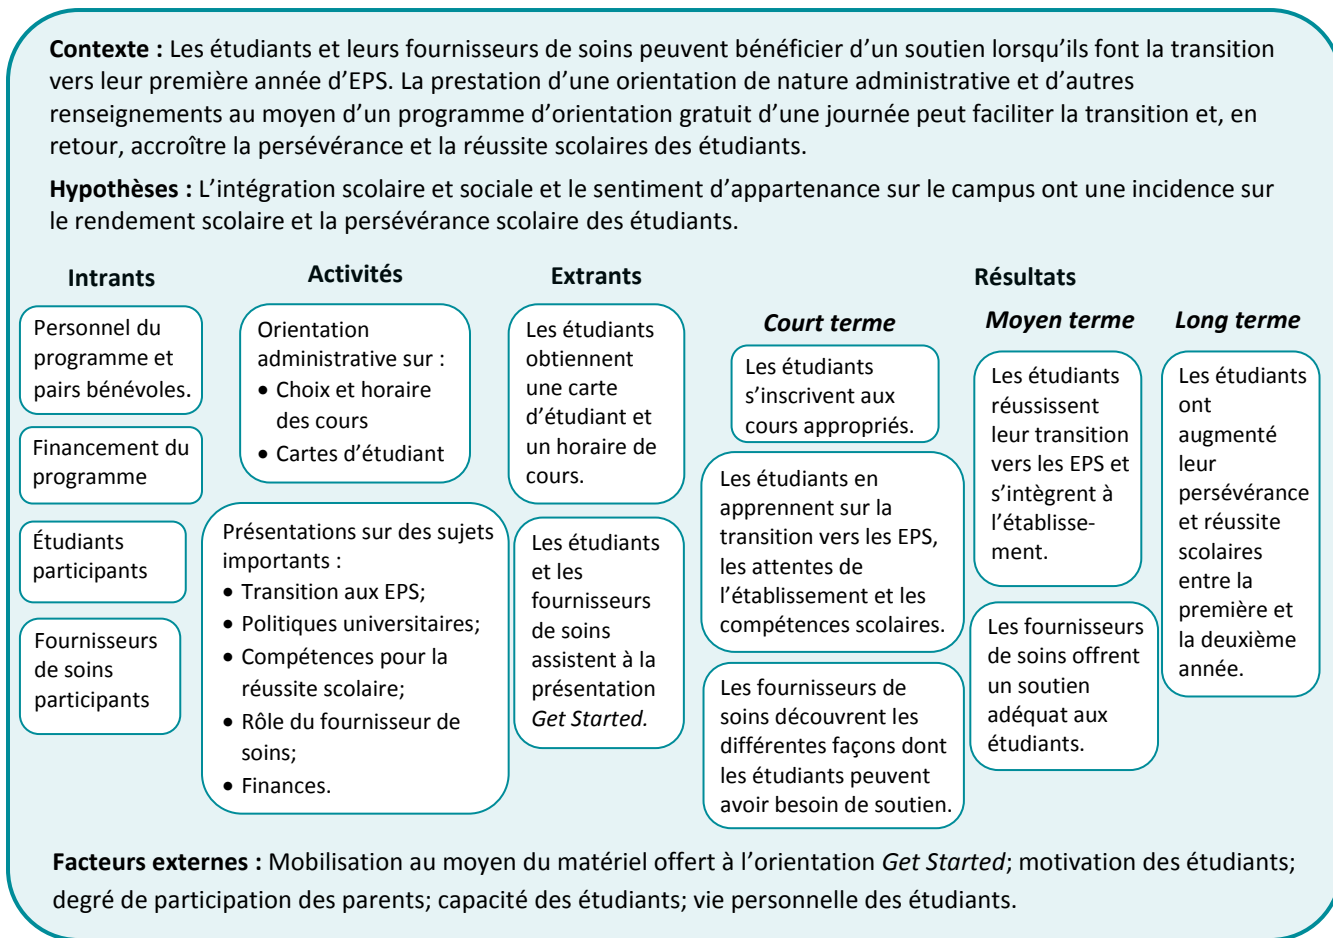 Contexte : Les étudiants et leurs fournisseurs de soins peuvent bénéficier d’un soutien lorsqu’ils font la transition
vers leur première année d’EPS. La prestation d’une orientation de nature administrative et d’autres
renseignements au moyen d’un programme d’orientation gratuit d’une journée peut faciliter la transition et, en
retour, accroître la persévérance et la réussite scolaires des étudiants.
Hypothèses : L’intégration scolaire et sociale et le sentiment d’appartenance sur le campus ont une incidence sur
le rendement scolaire et la persévérance scolaire des étudiants.
Intrants
Personnel du
programme et
pairs bénévoles.
Financement du
programme
Étudiants
participants
Fournisseurs
de soins
participants
Activités
Orientation
administrative sur :
• Choix et horaire
des cours
• Cartes d’étudiant
Présentations sur des sujets
importants :
• Transition aux EPS;
• Politiques universitaires;
• Compétences pour la
réussite scolaire;
• Rôle du fournisseur de
soins;
• Finances.
Extrants
Les étudiants
obtiennent
une carte
d’étudiant et
un horaire de
cours.
Les étudiants
et les
fournisseurs
de soins
assistent à la
présentation
Get Started.
Résultats
Court terme
Les étudiants
s’inscrivent aux
cours appropriés.
Les étudiants en
apprennent sur la
transition vers les EPS,
les attentes de
l’établissement et les
compétences scolaires.
Les fournisseurs de
soins découvrent les
différentes façons dont
les étudiants peuvent
avoir besoin de soutien.
Moyen terme
Les étudiants
réussissent
leur transition
vers les EPS et
s’intègrent à
l’établisse-
ment.
Les fournisseurs
de soins offrent
un soutien
adéquat aux
étudiants.
Long terme
Les étudiants
ont
augmenté
leur
persévérance
et réussite
scolaires
entre la
première et
la deuxième
année.
Facteurs externes : Mobilisation au moyen du matériel offert à l’orientation Get Started; motivation des étudiants;
degré de participation des parents; capacité des étudiants; vie personnelle des étudiants.